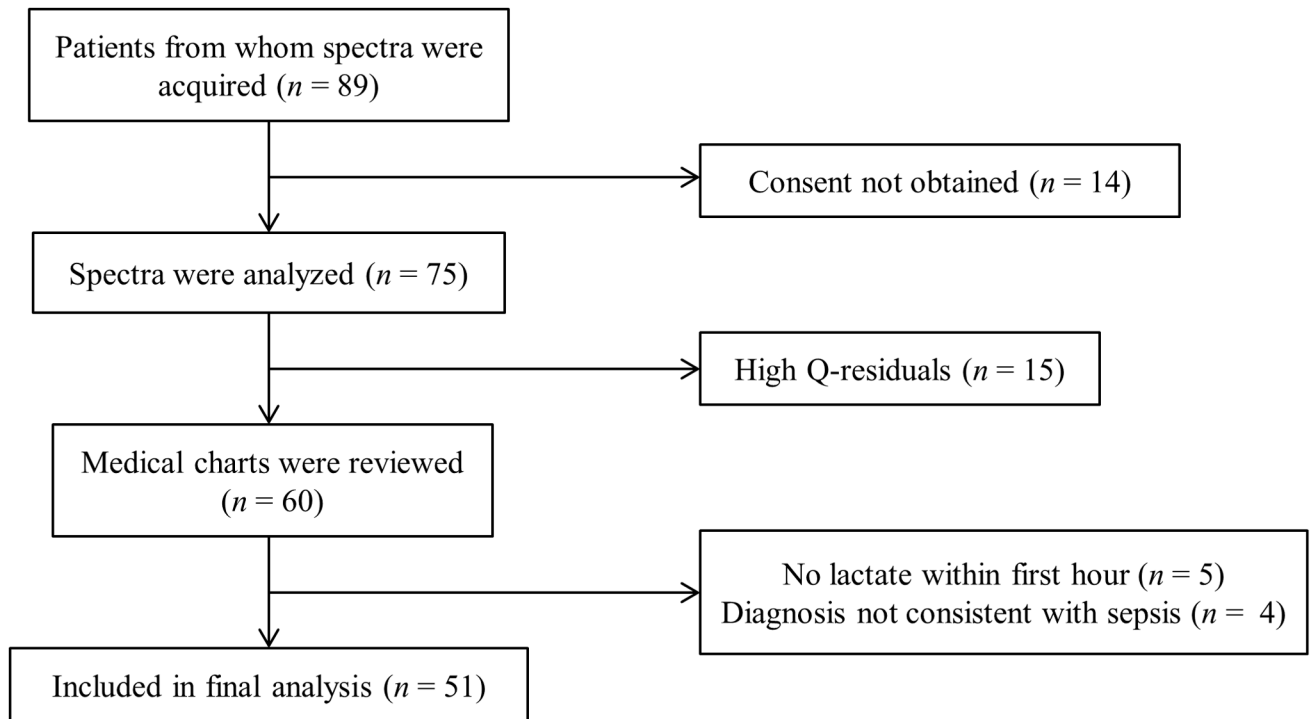 Patients from whom spectra were
acquired (n = 89)
Consent not obtained (n = 14)
Spectra were analyzed (n = 75)
High Q-residuals (n = 15)
Medical charts were reviewed
(n = 60)
No lactate within first hour (n = 5)
Diagnosis not consistent with sepsis (n =  4)
Included in final analysis (n = 51)